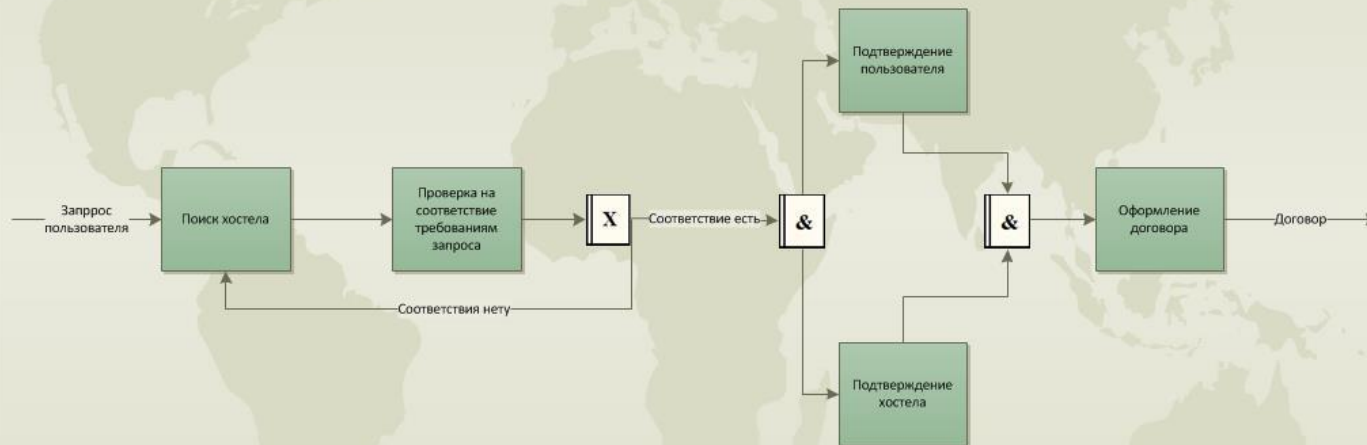 Запррос
пользователя
Поиск хостела
Проверка на
соответствие
требованиям
запроса
X
Соответствие есть
Соответствия нету
&
Подтверждение
пользователя
Подтверждение
хостела
&
Оформление
договора
Договор